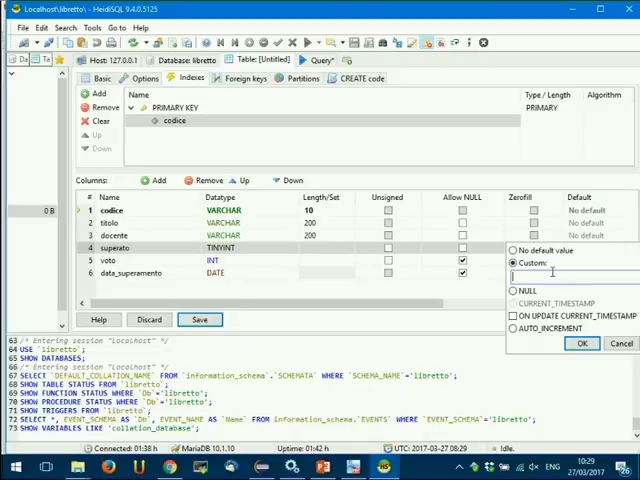 Localhost\libretto\ - HeidiSQL 9.4.0.5125
File Edit Search Tools Go to Help
Da Ta Host: 127.0.0.1 Database: libretto Table: [Untitled] Query*
Basic Options Indexes Foreign keys Partitions CREATE code
Add
Remove
Clear
Up
Down
Name Type / Length Algorithm
PRIMARY KEY PRIMARY
codice
Columns: Add Remove Up Down
# Name Datatype Length/Set Unsigned Allow NULL Zerofill Default
1 codice VARCHAR 10 No default
2 titolo VARCHAR 200 No default
3 docente VARCHAR 200 No default
4 superato TINYINT
5 voto INT
6 data_superamento DATE
0 B
No default value
Custom:
NULL
CURRENT_TIMESTAMP
ON UPDATE CURRENT_TIMESTAMP
AUTO_INCREMENT
OK Cancel
Help Discard Save
63 /* Entering session "Localhost" */
64 USE `libretto`;
65 SHOW DATABASES;
66 /* Entering session "Localhost" */
67 SELECT `DEFAULT_COLLATION_NAME` FROM `information_schema`.`SCHEMATA` WHERE `SCHEMA_NAME`='libretto';
68 SHOW TABLE STATUS FROM `libretto`;
69 SHOW FUNCTION STATUS WHERE `Db`='libretto';
70 SHOW PROCEDURE STATUS WHERE `Db`='libretto';
71 SHOW TRIGGERS FROM `libretto`;
72 SELECT *, EVENT_SCHEMA AS `Db`, EVENT_NAME AS `Name` FROM information_schema.`EVENTS` WHERE `EVENT_SCHEMA`='libretto';
73 SHOW VARIABLES LIKE 'collation_database';
Connected: 01:38 h MariaDB 10.1.10 Uptime: 01:42 h UTC: 2017-03-27 08:29 Idle.
10:29
27/03/2017